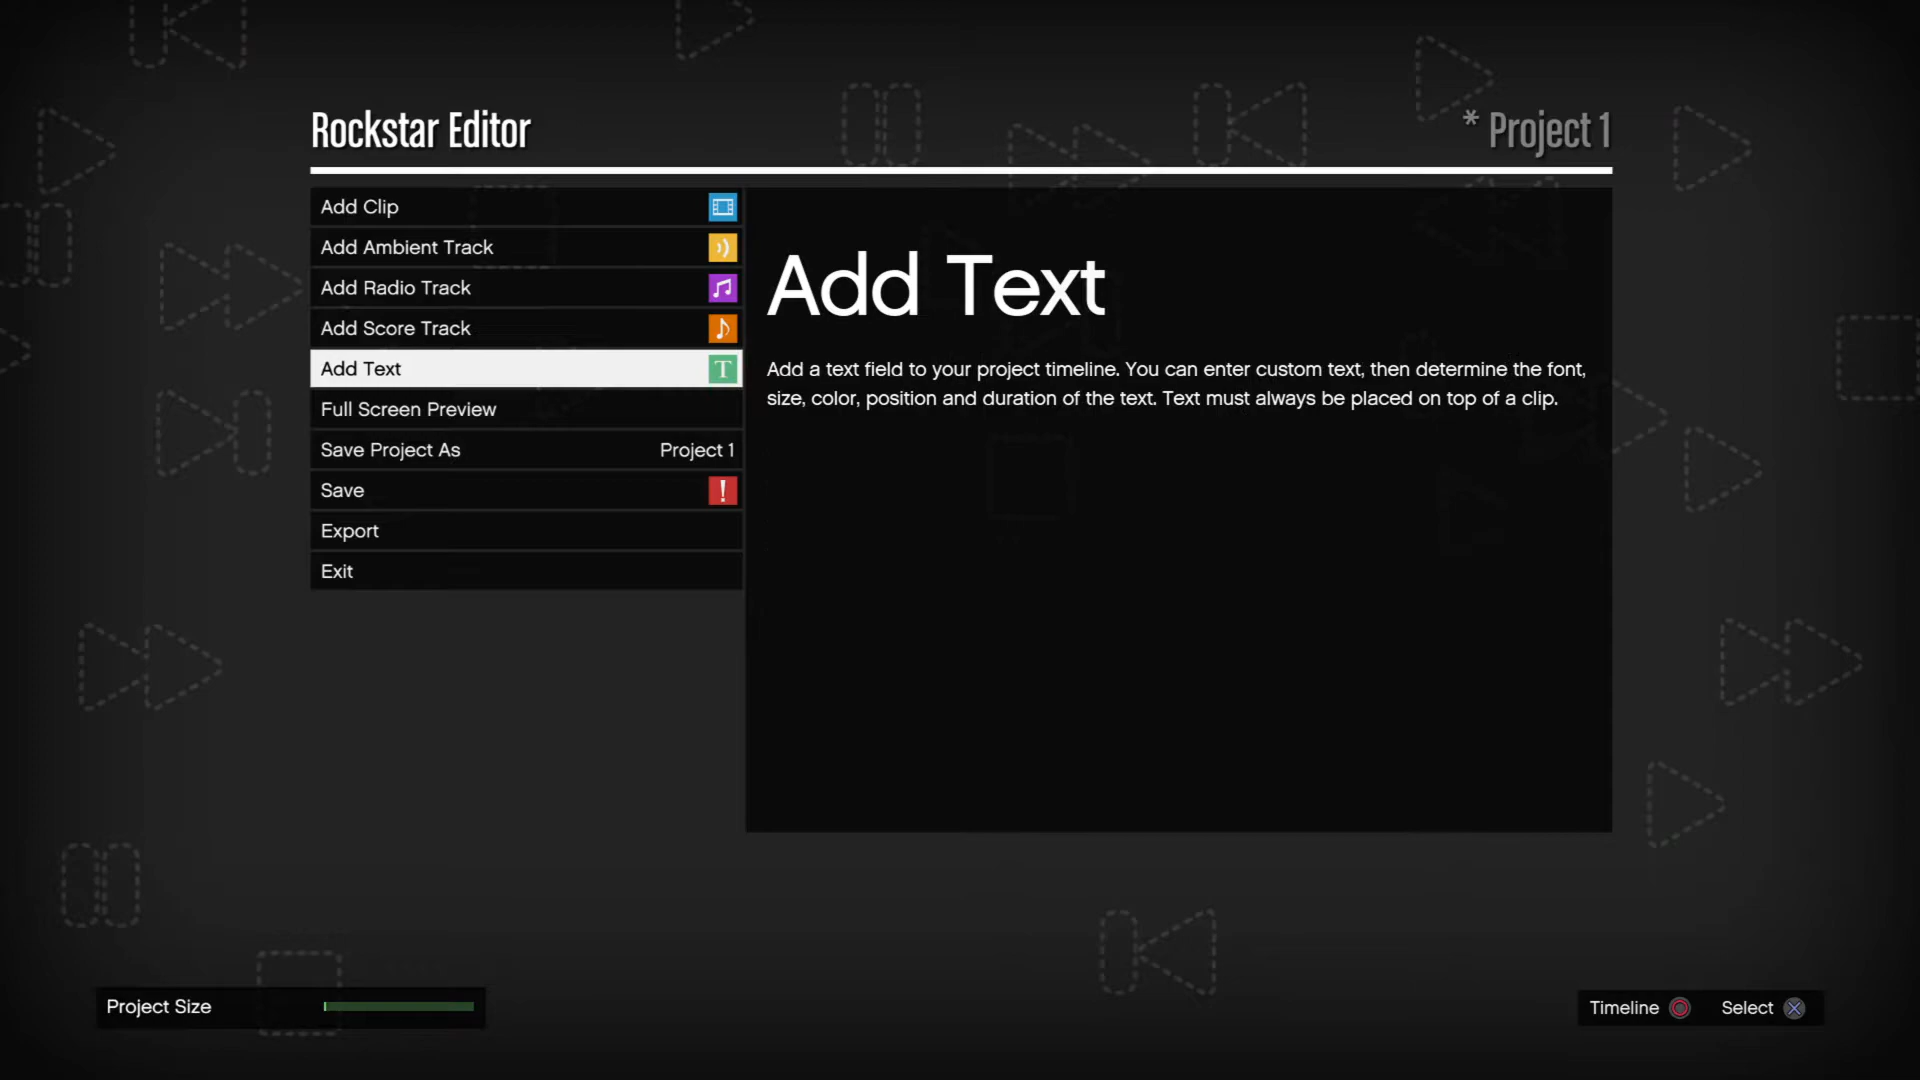 Rockstar Editor
* Project 1
Add Clip
Add Ambient Track
Add Radio Track
Add Score Track
Add Text
Full Screen Preview
Save Project As Project 1
Save
Export
Exit
Add Text
Add a text field to your project timeline. You can enter custom text, then determine the font,
size, color, position and duration of the text. Text must always be placed on top of a clip.
Project Size
Timeline Select